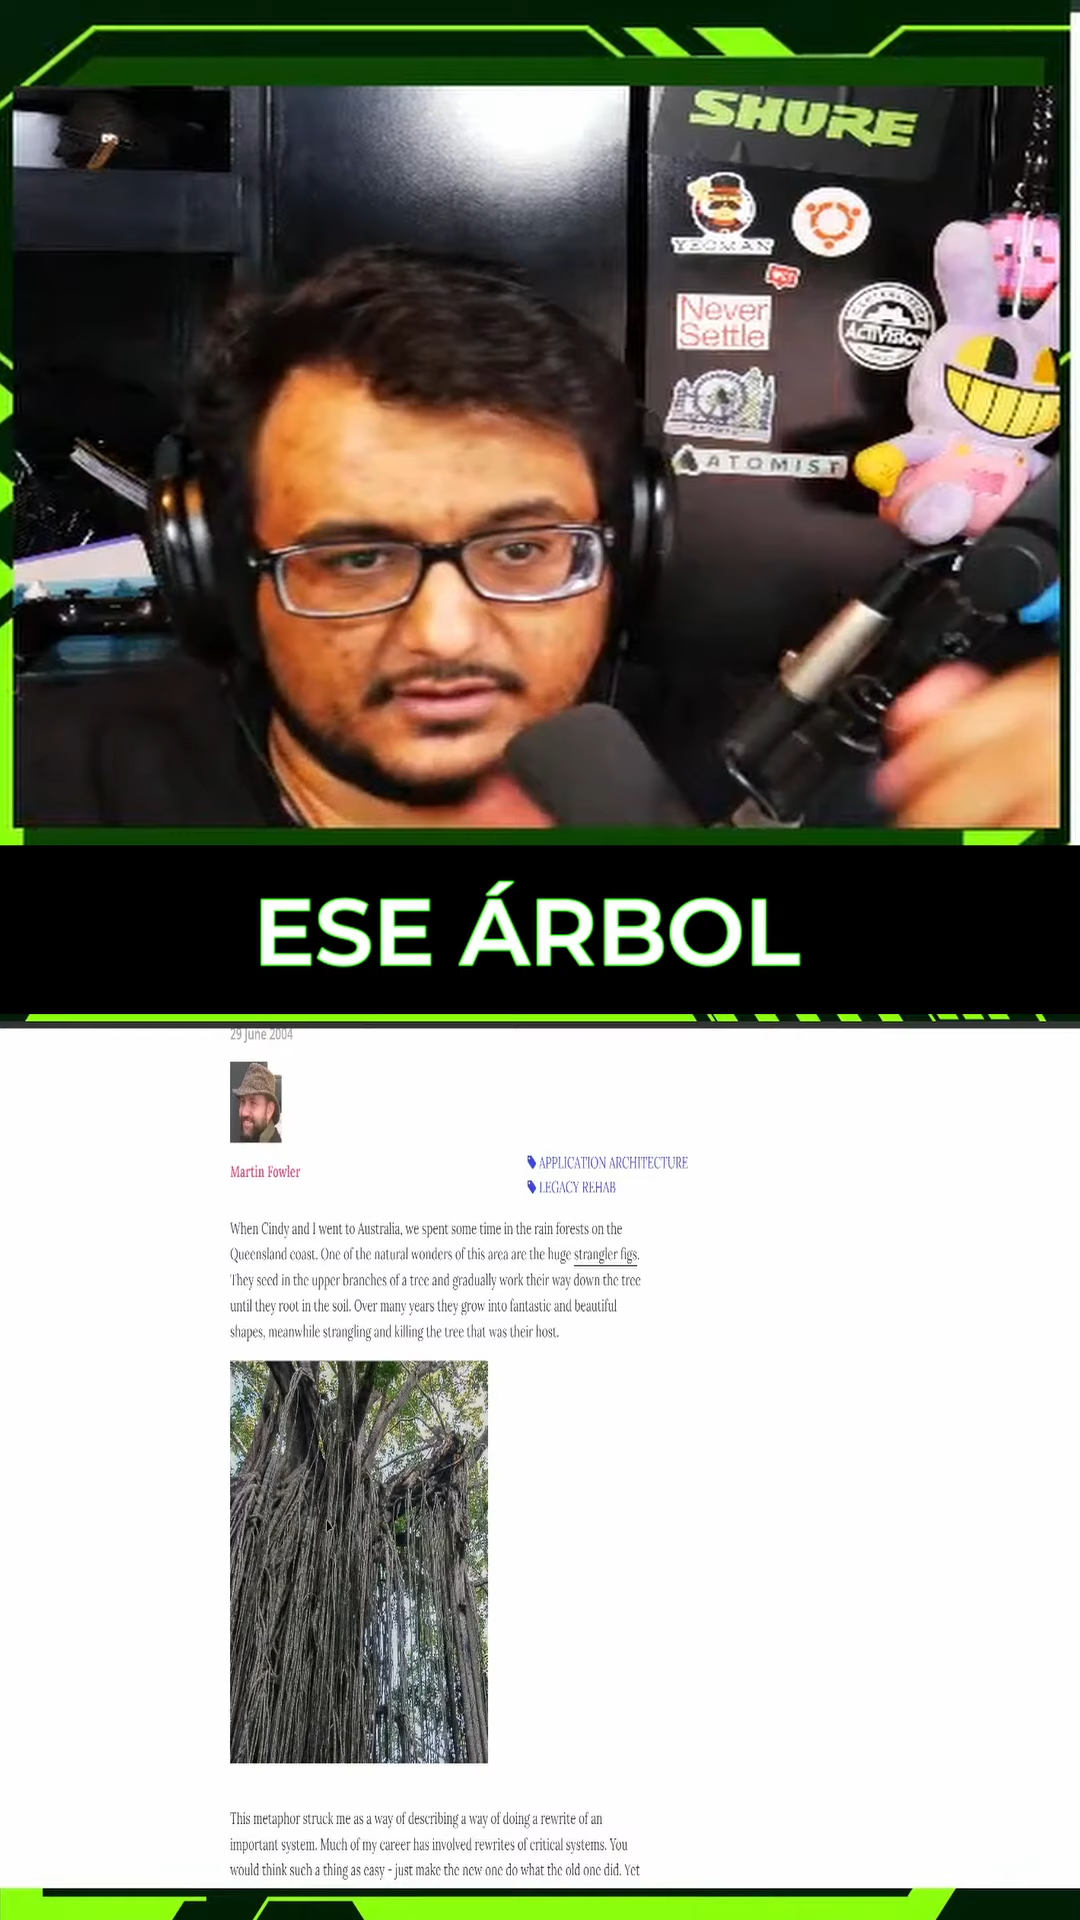 SHURE
YEOMAN
Never
Settle
ACTIVISION
ATOMIST
ESE ÁRBOL
29 June 2004
Martin Fowler
APPLICATION ARCHITECTURE
LEGACY REHAB
When Cindy and I went to Australia, we spent some time in the rain forests on the
Queensland coast. One of the natural wonders of this area are the huge strangler figs.
They seed in the upper branches of a tree and gradually work their way down the tree
until they root in the soil. Over many years they grow into fantastic and beautiful
shapes, meanwhile strangling and killing the tree that was their host.
This metaphor struck me as a way of describing a way of doing a rewrite of an
important system. Much of my career has involved rewrites of critical systems. You
would think such a thing as easy - just make the new one do what the old one did. Yet